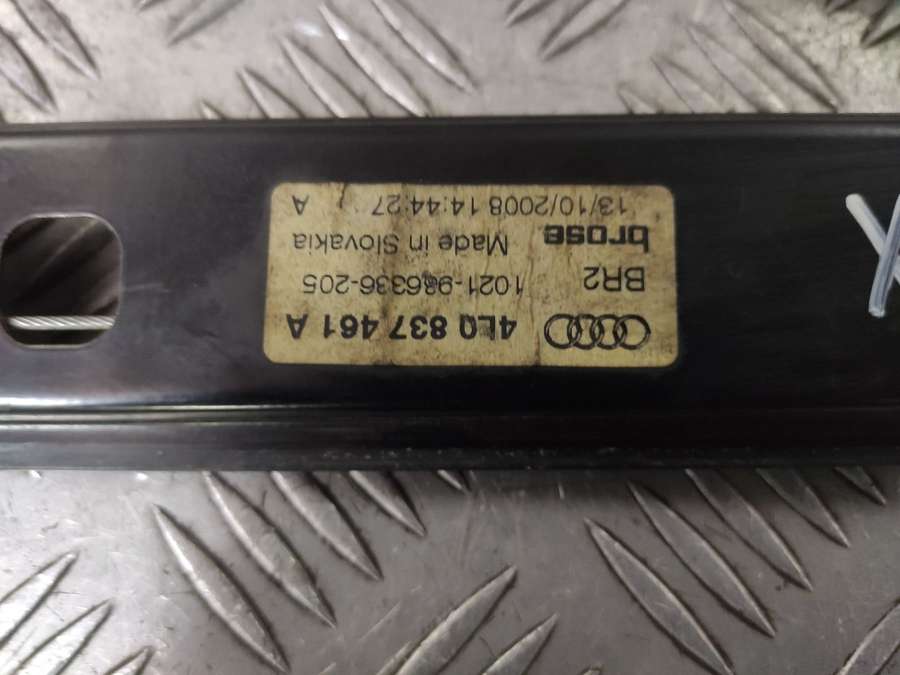 4L0 837 461 A
BR2 1021-986336-205
brose Made in Slovakia
13/10/2008 14:44:27 A